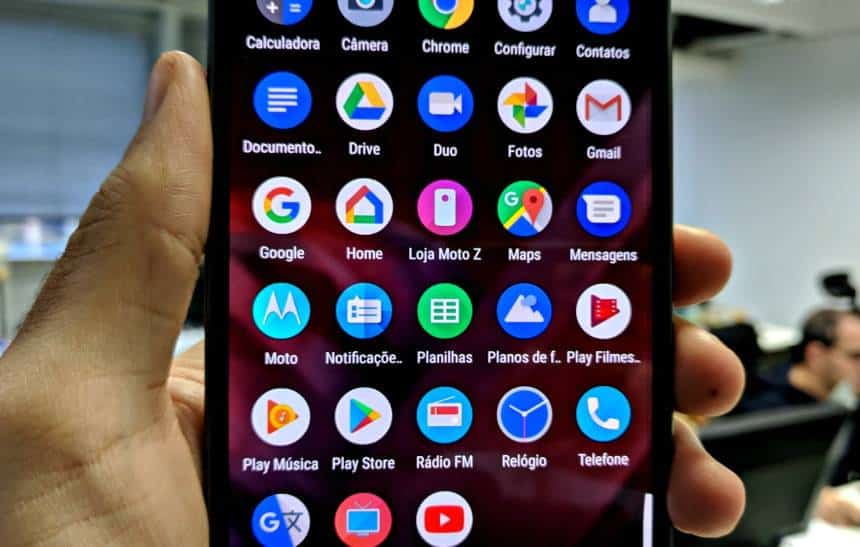 Calculadora Câmera Chrome Configurar Contatos
Documento.. Drive Duo Fotos Gmail
Google Home Loja Moto Z Maps Mensagens
Moto Notificaçõe.. Planilhas Planos de f.. Play Filmes..
Play Música Play Store Rádio FM Relógio Telefone